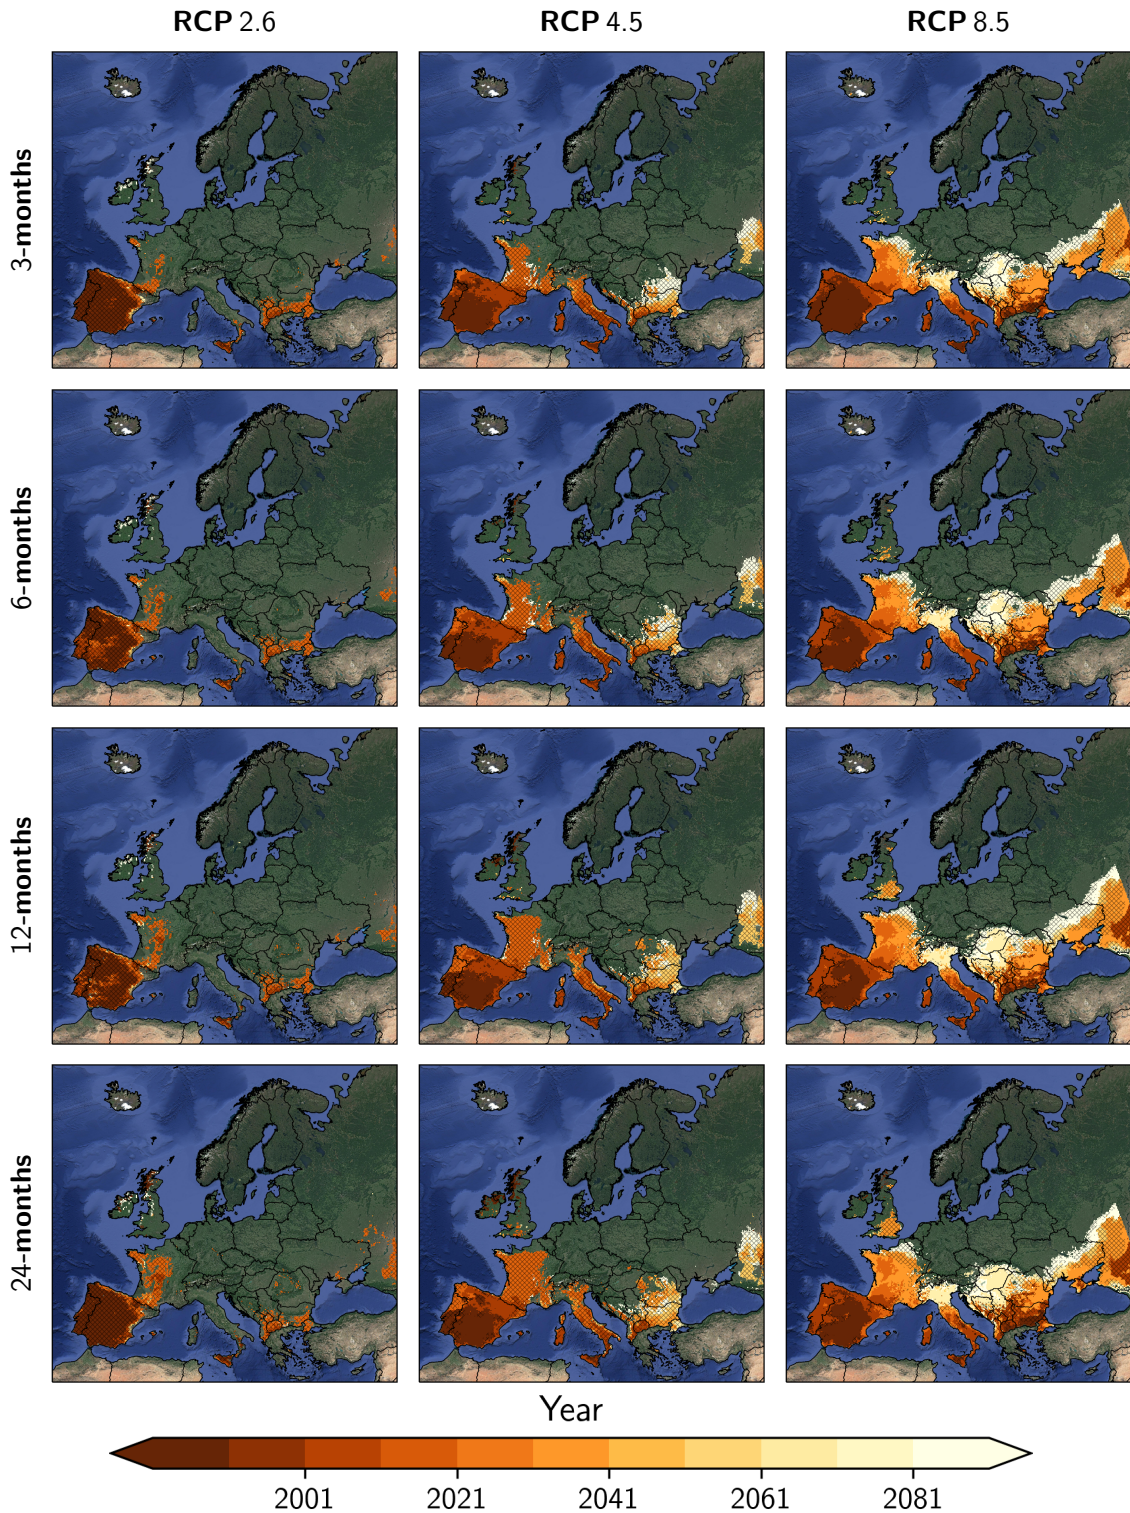 RCP 2.6 RCP 4.5 RCP 8.5
3-months
6-months
12-months
24-months
Year
2001 2021 2041 2061 2081